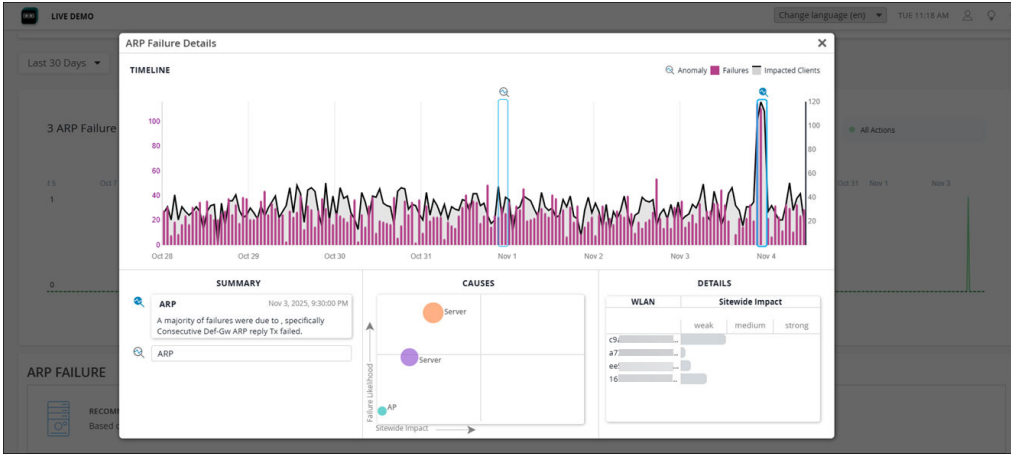 LIVE DEMO
Change language (en)
TUE 11:18 AM
Last 30 Days
3 ARP Failure
All Actions
Oct 7
Oct 31
Nov 1
Nov 3
1
0
ARP Failure Details
TIMELINE
Anomaly
Failures
Impacted Clients
100
80
60
40
20
0
120
100
80
60
40
20
Oct 28
Oct 29
Oct 30
Oct 31
Nov 1
Nov 2
Nov 3
Nov 4
SUMMARY
ARP
Nov 3, 2025, 9:30:00 PM
A majority of failures were due to , specifically
Consecutive Def-Gw ARP reply Tx failed.
ARP
CAUSES
Server
Server
AP
Failure Likelihood
Sitewide Impact
DETAILS
WLAN
Sitewide Impact
weak
medium
strong
a7
ee
16
ARP FAILURE
RECOM
Based